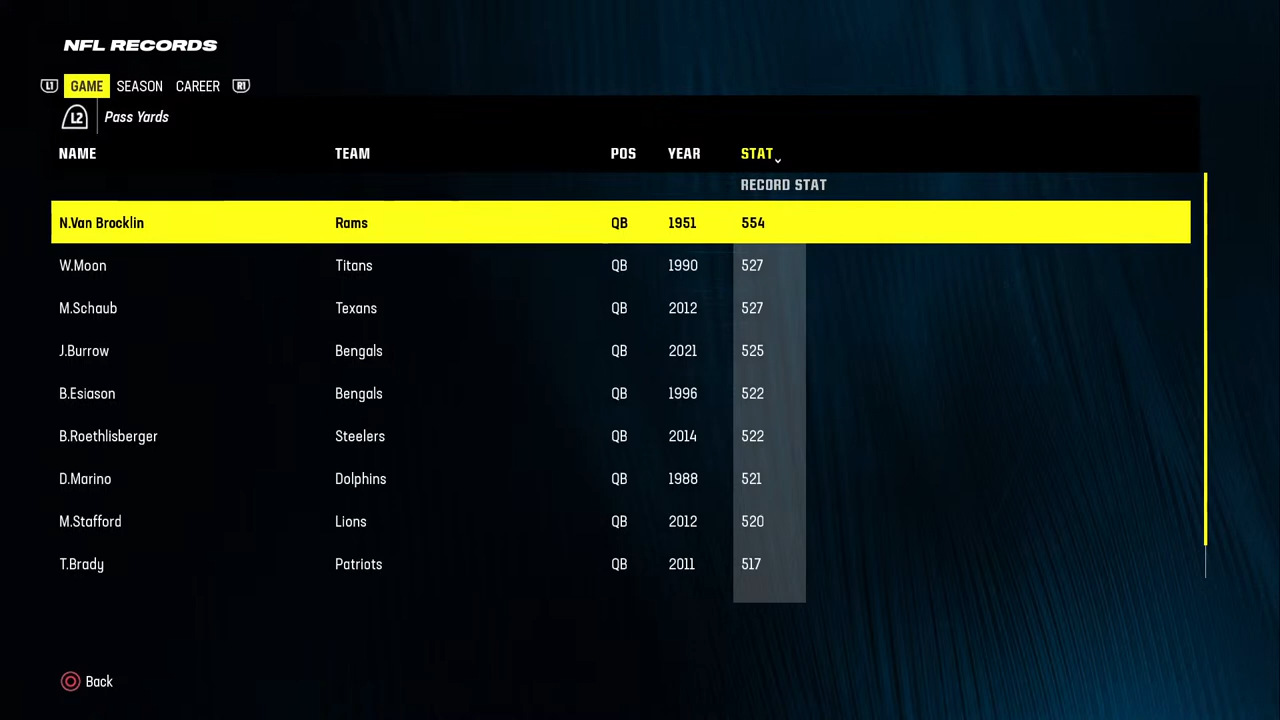 NFL RECORDS
L1 GAME SEASON CAREER R1
L2 Pass Yards
NAME TEAM POS YEAR STAT
RECORD STAT
N.Van Brocklin Rams QB 1951 554
W.Moon Titans QB 1990 527
M.Schaub Texans QB 2012 527
J.Burrow Bengals QB 2021 525
B.Esiason Bengals QB 1996 522
B.Roethlisberger Steelers QB 2014 522
D.Marino Dolphins QB 1988 521
M.Stafford Lions QB 2012 520
T.Brady Patriots QB 2011 517
Back